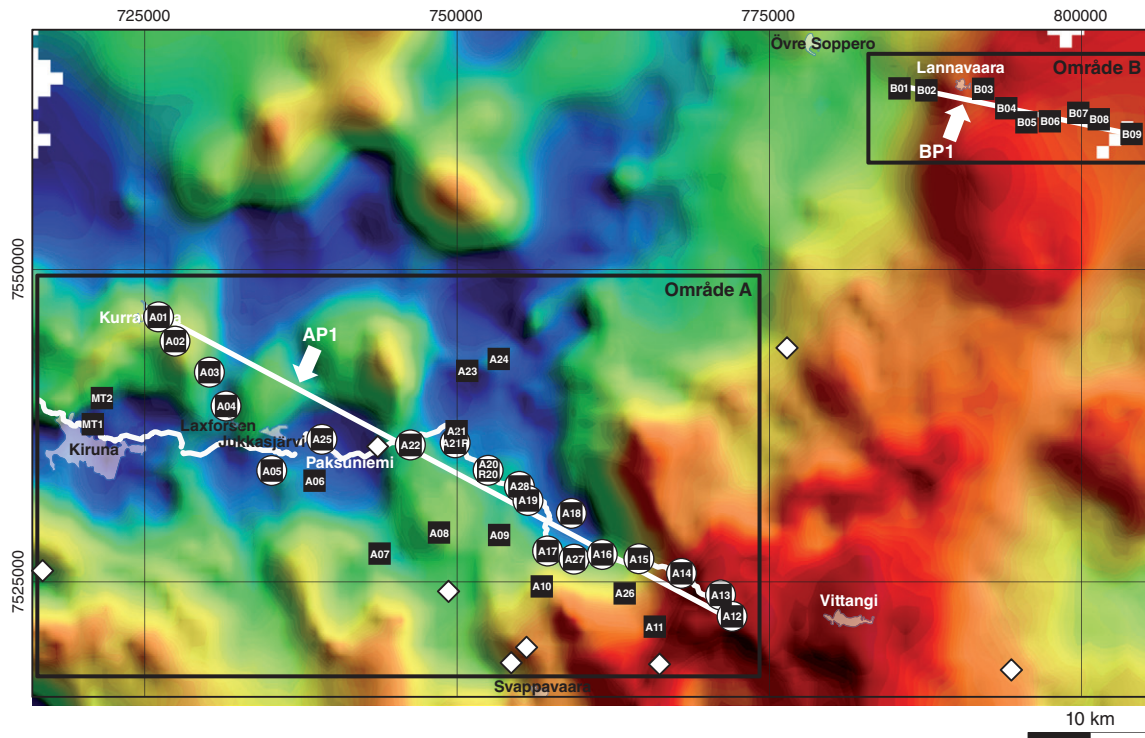 725000
750000
775000
800000
7550000
7525000
Övre Soppero
Lannavaara
Område B
B01
B02
B03
B04
B05
B06
B07
B08
B09
BP1
Område A
A01
A02
AP1
A24
A03
A23
MT2
A04
MT1
Laxforsen
Jukkasjärvi
Kiruna
A25
A22
A21
A21R
Paksuniemi
A05
A06
A20
R20
A28
A19
A18
A08
A09
A07
A17
A27
A16
A15
A14
A10
A26
A13
A12
A11
Vittangi
Svappavaara
10 km